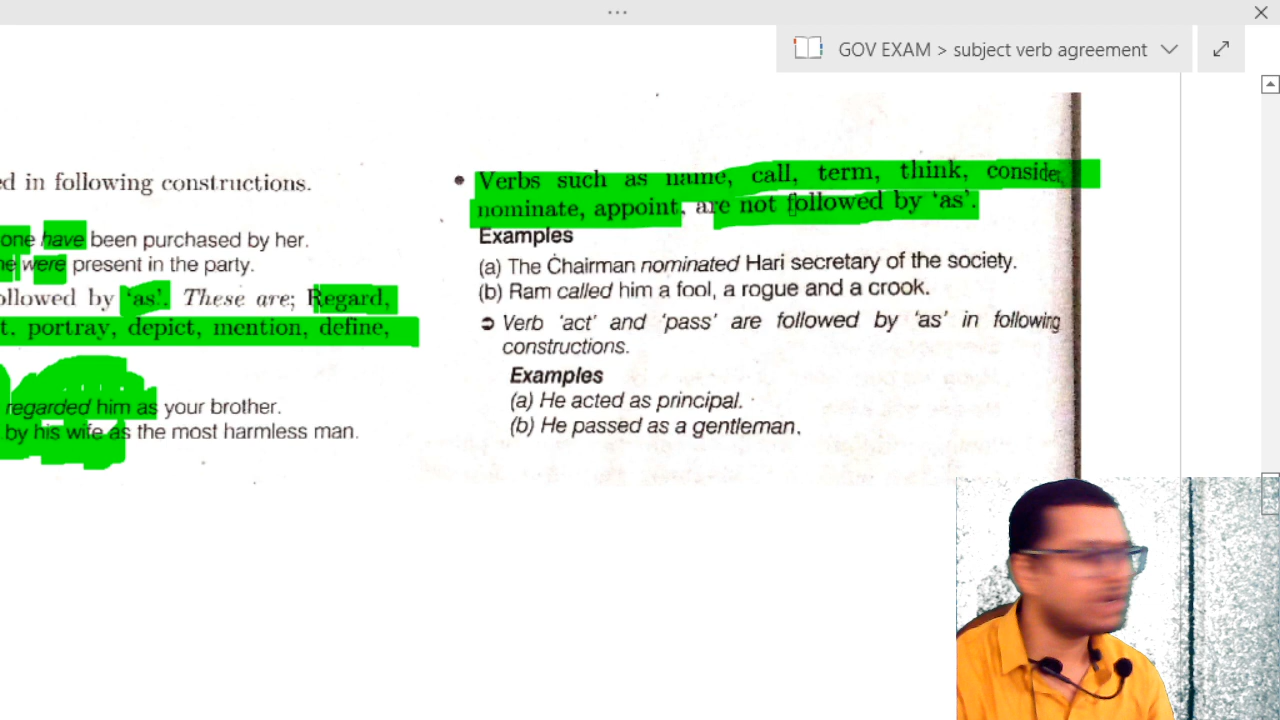 GOV EXAM > subject verb agreement
ed in following constructions.
one have been purchased by her.
were present in the party.
ollowed by 'as'. These are; Regard,
t. portray, depict, mention, define,
regarded him as your brother.
by his wife as the most harmless man.
• Verbs such as name, call, term, think, consider,
nominate, appoint, are not followed by 'as'.
Examples
(a) The Chairman nominated Hari secretary of the society.
(b) Ram called him a fool, a rogue and a crook.
➲ Verb 'act' and 'pass' are followed by 'as' in following
constructions.
Examples
(a) He acted as principal.
(b) He passed as a gentleman.